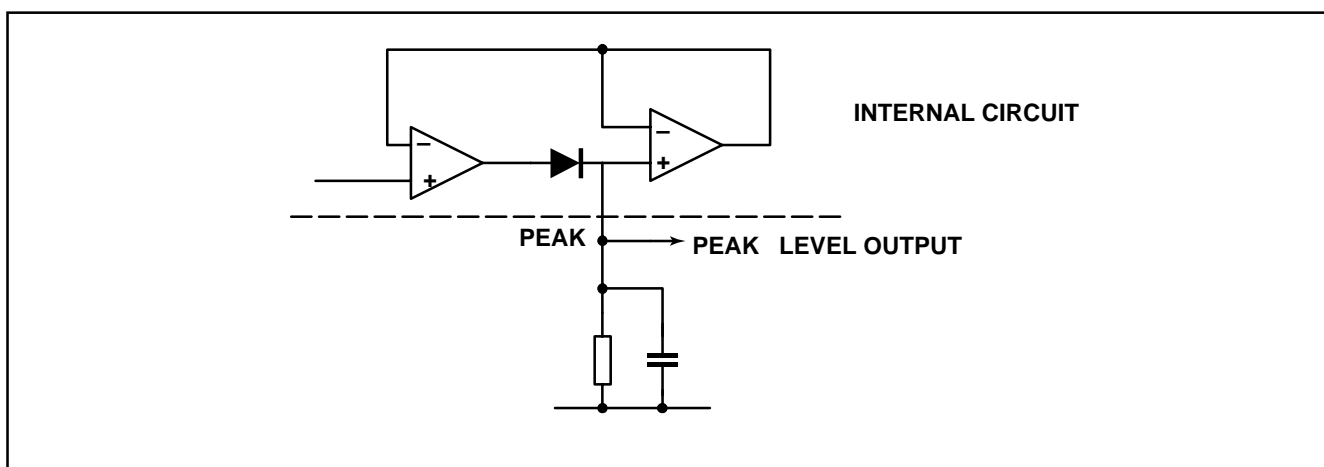 INTERNAL CIRCUIT
−
+
−
+
PEAK
PEAK LEVEL OUTPUT